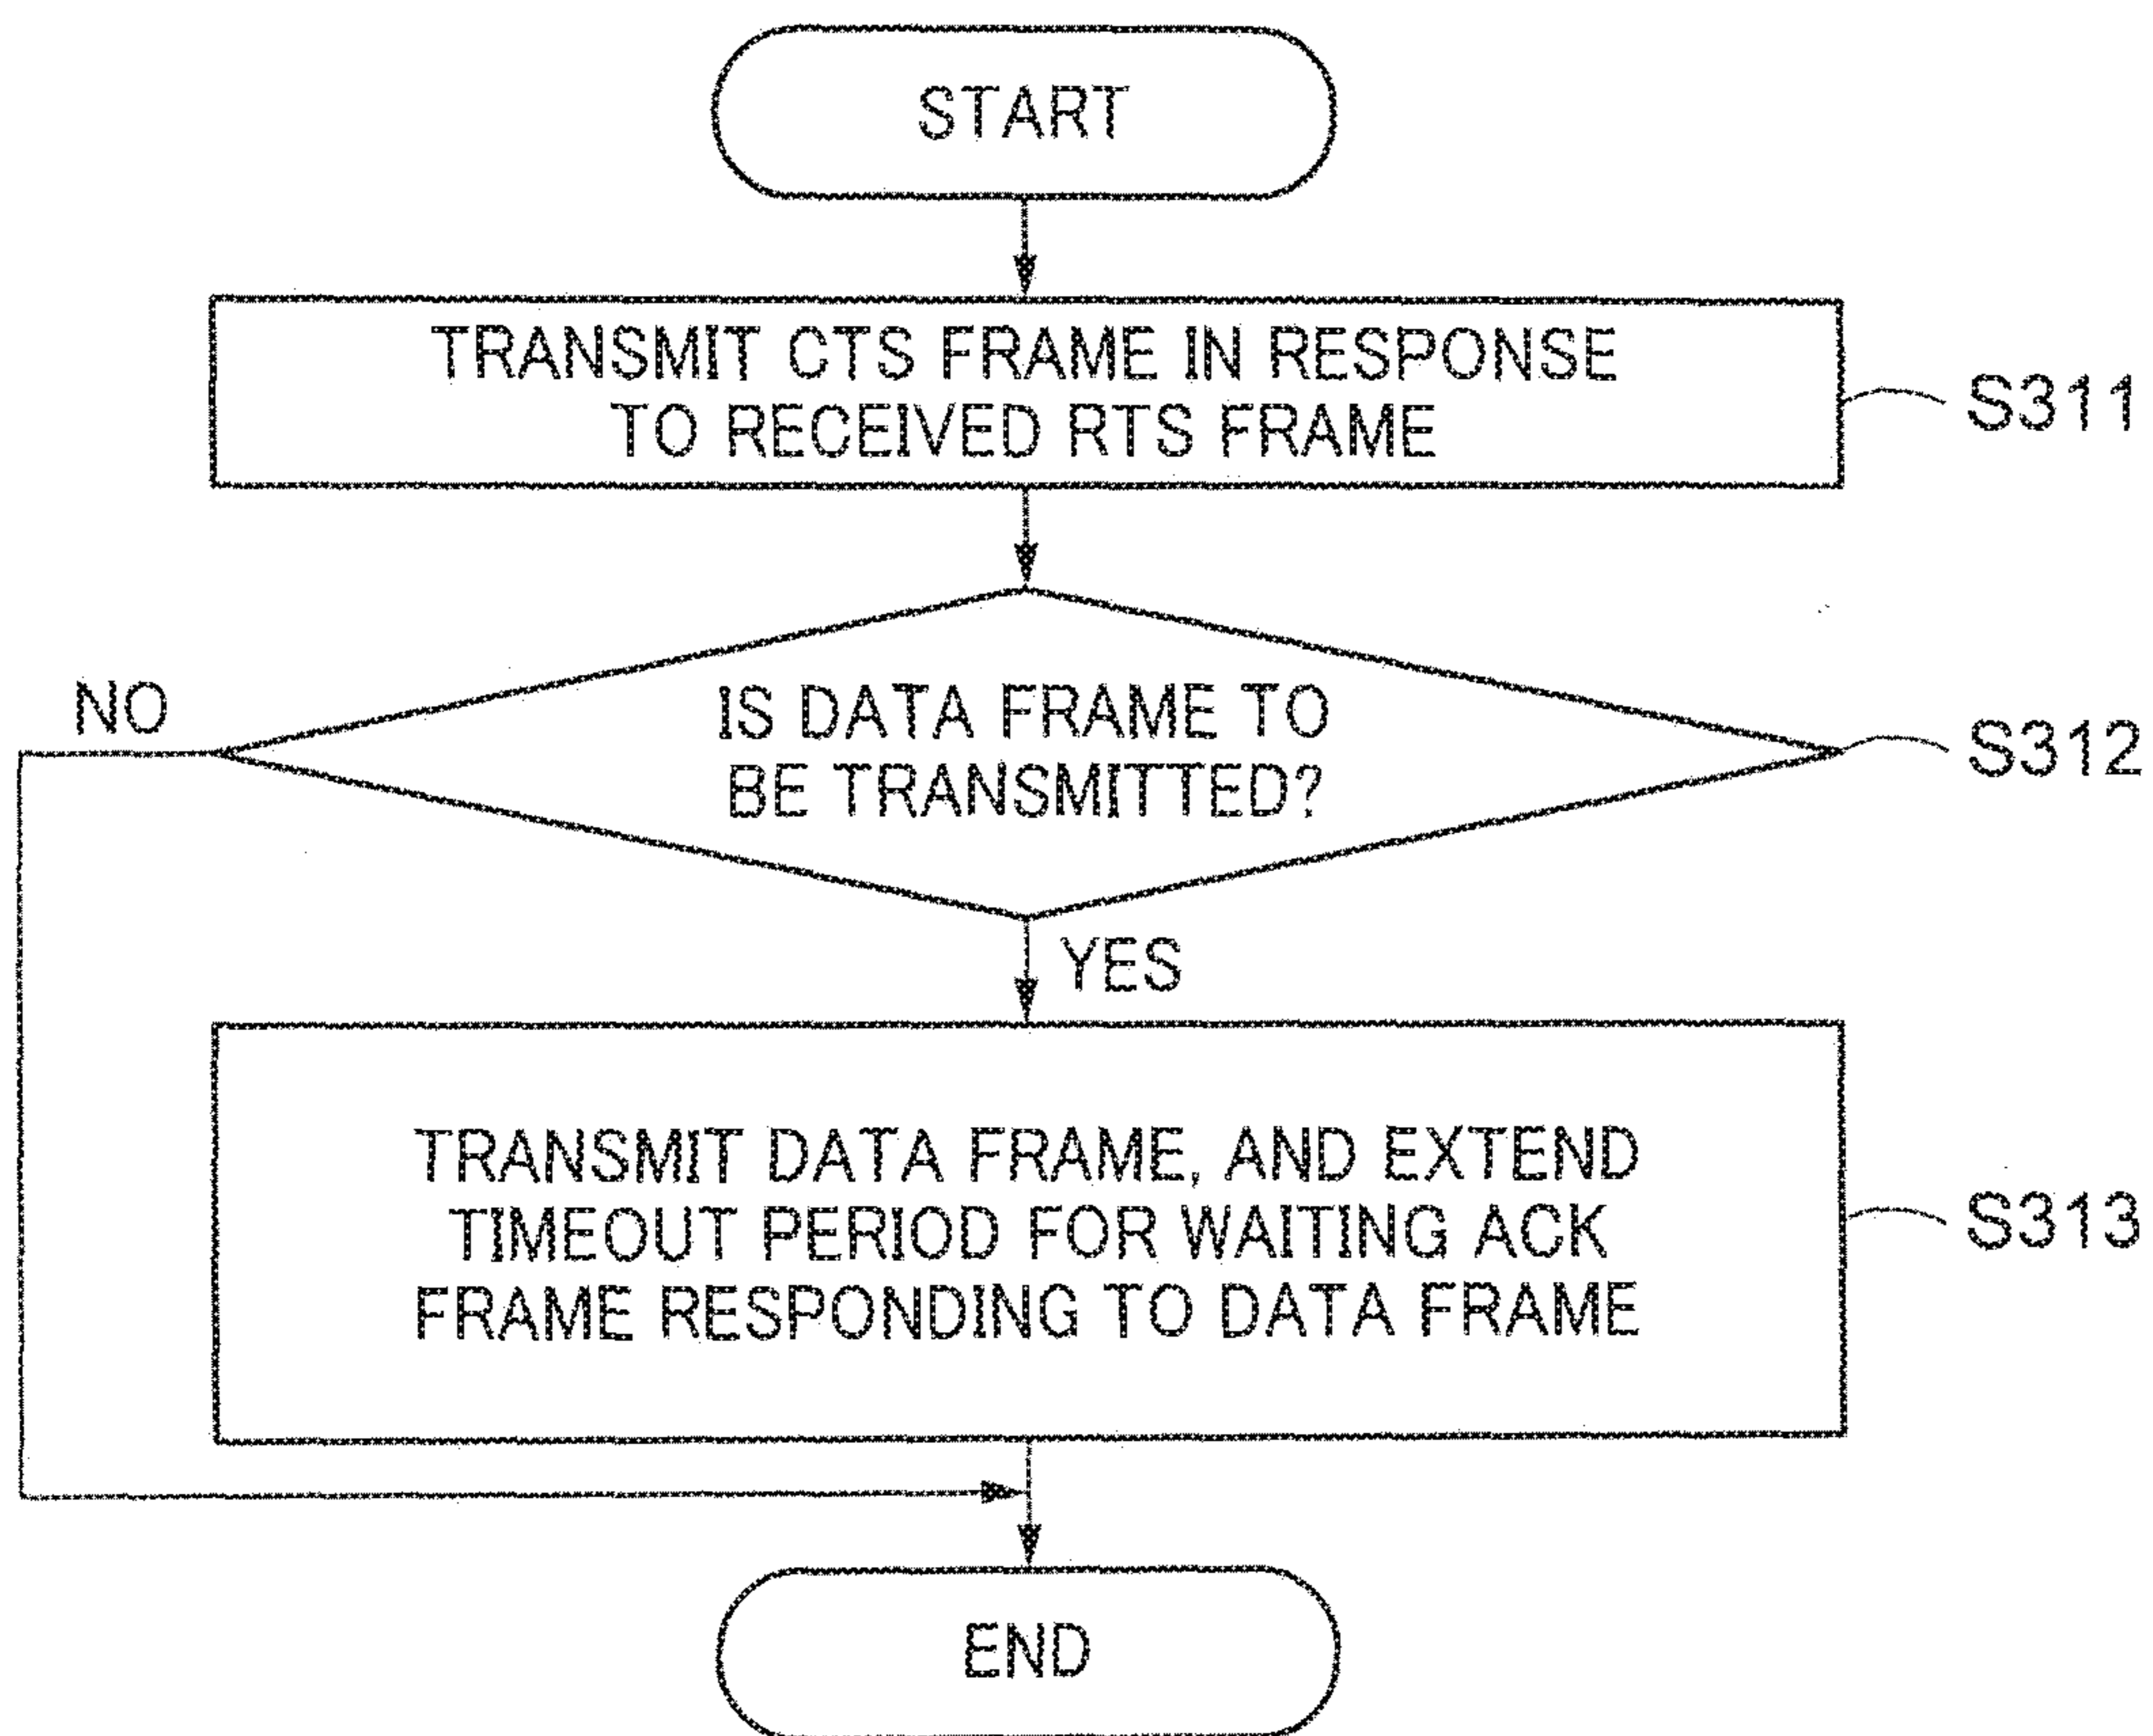 START
TRANSMIT CTS FRAME IN RESPONSE
TO RECEIVED RTS FRAME
S311
IS DATA FRAME TO
BE TRANSMITTED?
S312
NO
YES
TRANSMIT DATA FRAME, AND EXTEND
TIMEOUT PERIOD FOR WAITING ACK
FRAME RESPONDING TO DATA FRAME
S313
END